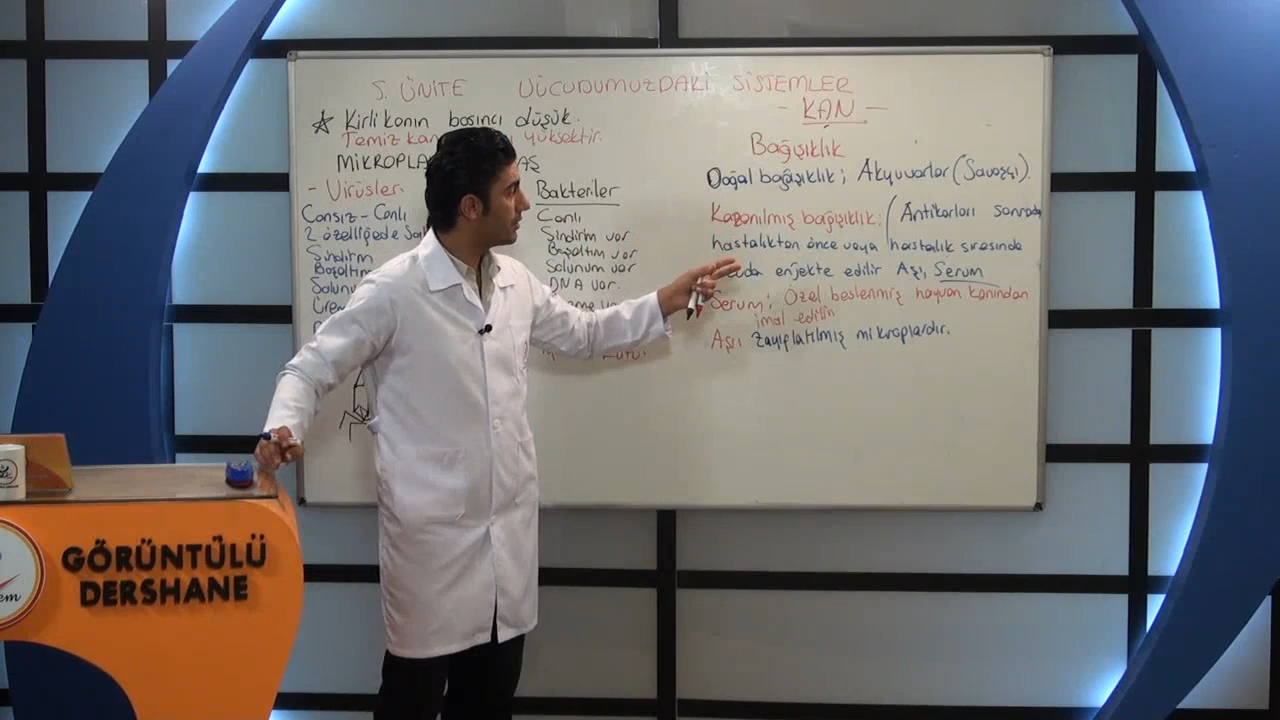 5. ÜNİTE VÜCUDUMUZDAKİ SİSTEMLER
- KAN -
☆ Kirli kanın basıncı düşük.
Temiz kan yüksektir.
MİKROPLA
- Virüsler.
Cansız - Canlı
2 özelliğede
Sindirim
Boşaltım
Bakteriler
Canlı
Sindirim var
Boşaltım var
Solunum var
DNA var.
Bağışıklık
Doğal bağışıklık; Akyuvarlar (Savaşçı).
Kazanılmış bağışıklık; (Antikorları sonradan
hastalıktan önce veya hastalık sırasında
enjekte edilir Aşı, Serum
Serum; Özel beslenmiş hayvan kanından
imal edilir
Aşı: zayıflatılmış mikroplardır.
GÖRÜNTÜLÜ
DERSHANE